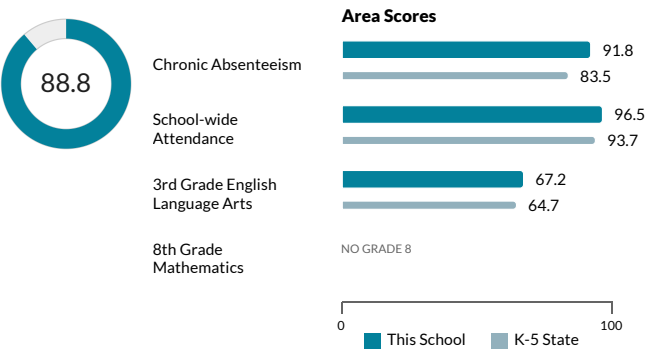 Area Scores
88.8
Chronic Absenteeism
91.8
83.5
School-wide
Attendance
96.5
93.7
3rd Grade English
Language Arts
67.2
64.7
8th Grade
Mathematics
NO GRADE 8
0
100
This School
K-5 State